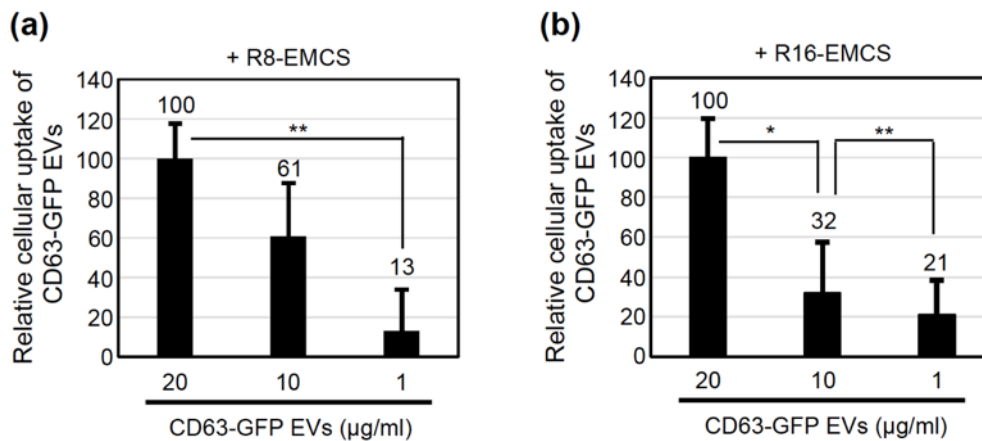 (a)
+ R8-EMCS
Relative cellular uptake of
CD63-GFP EVs
140
120
100
80
60
40
20
0
100
61
13
**
20 10 1
CD63-GFP EVs (µg/ml)
(b)
+ R16-EMCS
Relative cellular uptake of
CD63-GFP EVs
140
120
100
80
60
40
20
0
100
32
21
*
**
20 10 1
CD63-GFP EVs (µg/ml)